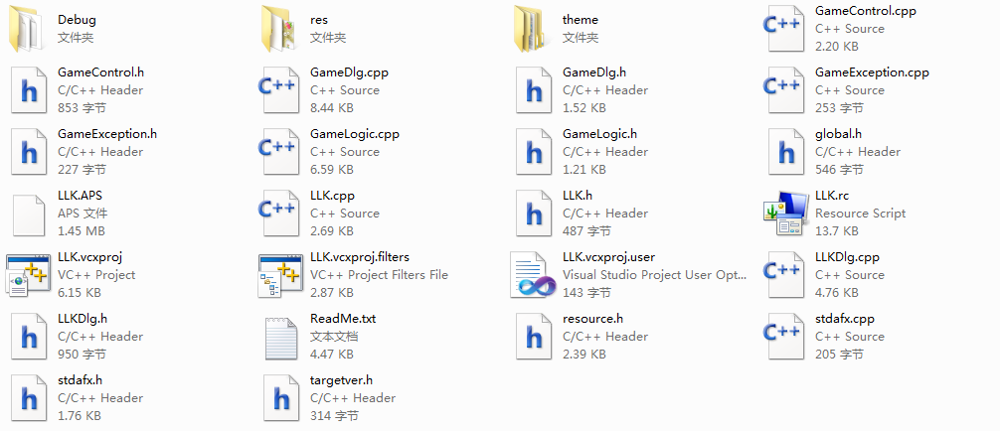 Debug
文件夹
res
文件夹
theme
文件夹
GameControl.cpp
C++ Source
2.20 KB
GameControl.h
C/C++ Header
853 字节
GameDlg.cpp
C++ Source
8.44 KB
GameDlg.h
C/C++ Header
1.52 KB
GameException.cpp
C++ Source
253 字节
GameException.h
C/C++ Header
227 字节
GameLogic.cpp
C++ Source
6.59 KB
GameLogic.h
C/C++ Header
1.21 KB
global.h
C/C++ Header
546 字节
LLK.APS
APS 文件
1.45 MB
LLK.cpp
C++ Source
2.69 KB
LLK.h
C/C++ Header
487 字节
LLK.rc
Resource Script
13.7 KB
LLK.vcxproj
VC++ Project
6.15 KB
LLK.vcxproj.filters
VC++ Project Filters File
2.87 KB
LLK.vcxproj.user
Visual Studio Project User Opt...
143 字节
LLKDlg.cpp
C++ Source
4.76 KB
LLKDlg.h
C/C++ Header
950 字节
ReadMe.txt
文本文档
4.47 KB
resource.h
C/C++ Header
2.39 KB
stdafx.cpp
C++ Source
205 字节
stdafx.h
C/C++ Header
1.76 KB
targetver.h
C/C++ Header
314 字节